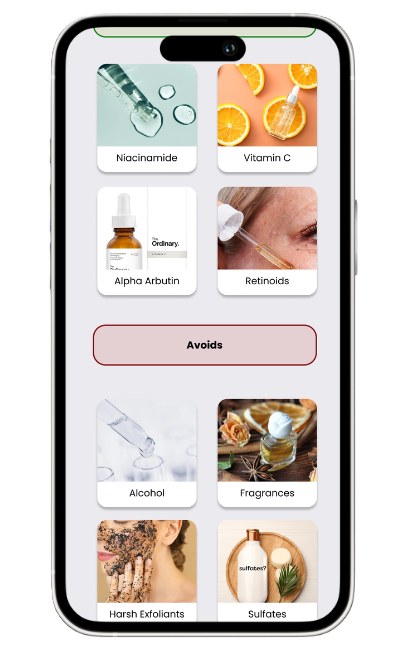 Niacinamide
Vitamin C
The
Ordinary.
Alpha Arbutin
Retinoids
Avoids
Alcohol
Fragrances
sulfates?
Harsh Exfoliants
Sulfates